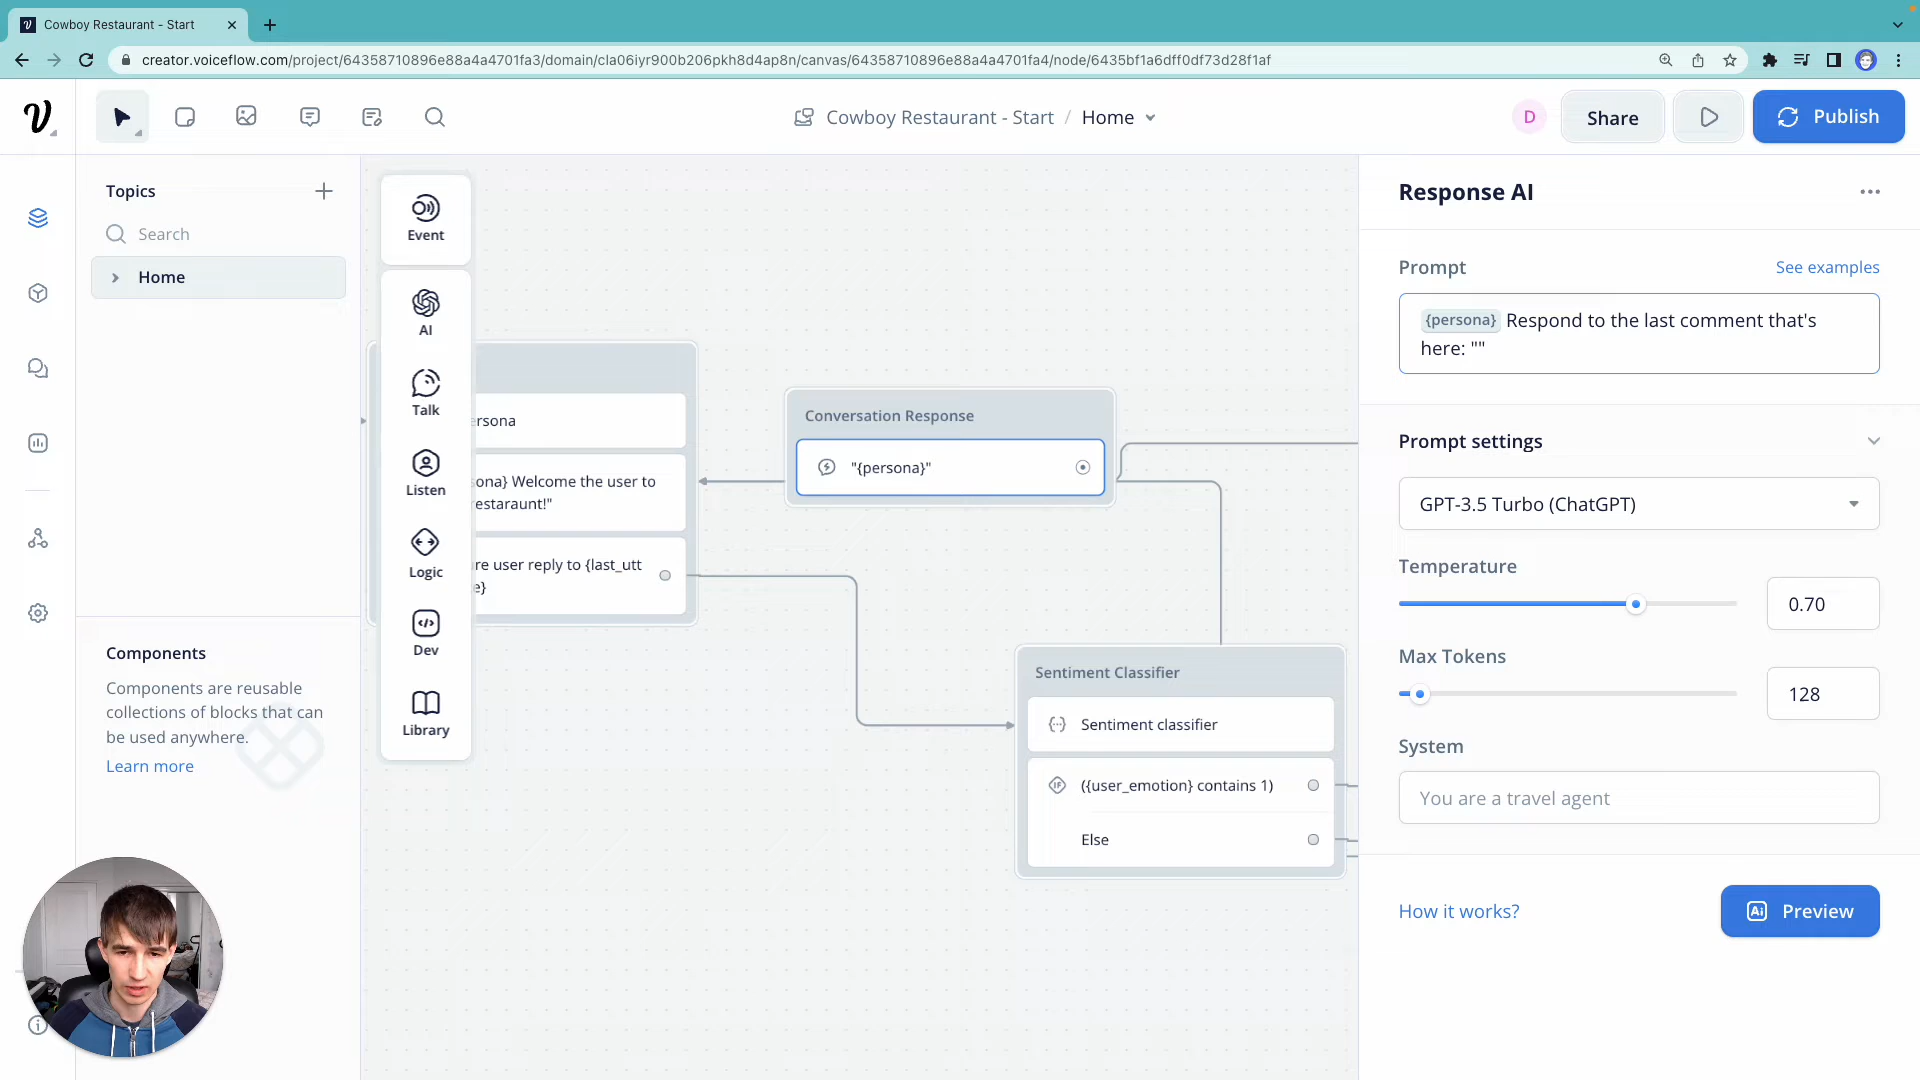 Cowboy Restaurant - Start
creator.voiceflow.com/project/64358710896e88a4a4701fa3/domain/cla06iyr900b206pkh8d4ap8n/canvas/64358710896e88a4a4701fa4/node/6435bf1a6dff0df73d28f1af
Cowboy Restaurant - Start / Home
D
Share
Publish
Topics
Search
Home
Components
Components are reusable
collections of blocks that can
be used anywhere.
Learn more
Event
AI
Talk
Listen
Logic
Dev
Library
ersona
sona} Welcome the user to
restaraunt!"
re user reply to {last_utt
e}
Conversation Response
"{persona}"
Sentiment Classifier
Sentiment classifier
IF
({user_emotion} contains 1)
Else
Response AI
Prompt
See examples
{persona} Respond to the last comment that's
here: ""
Prompt settings
GPT-3.5 Turbo (ChatGPT)
Temperature
0.70
Max Tokens
128
System
You are a travel agent
How it works?
Ai Preview